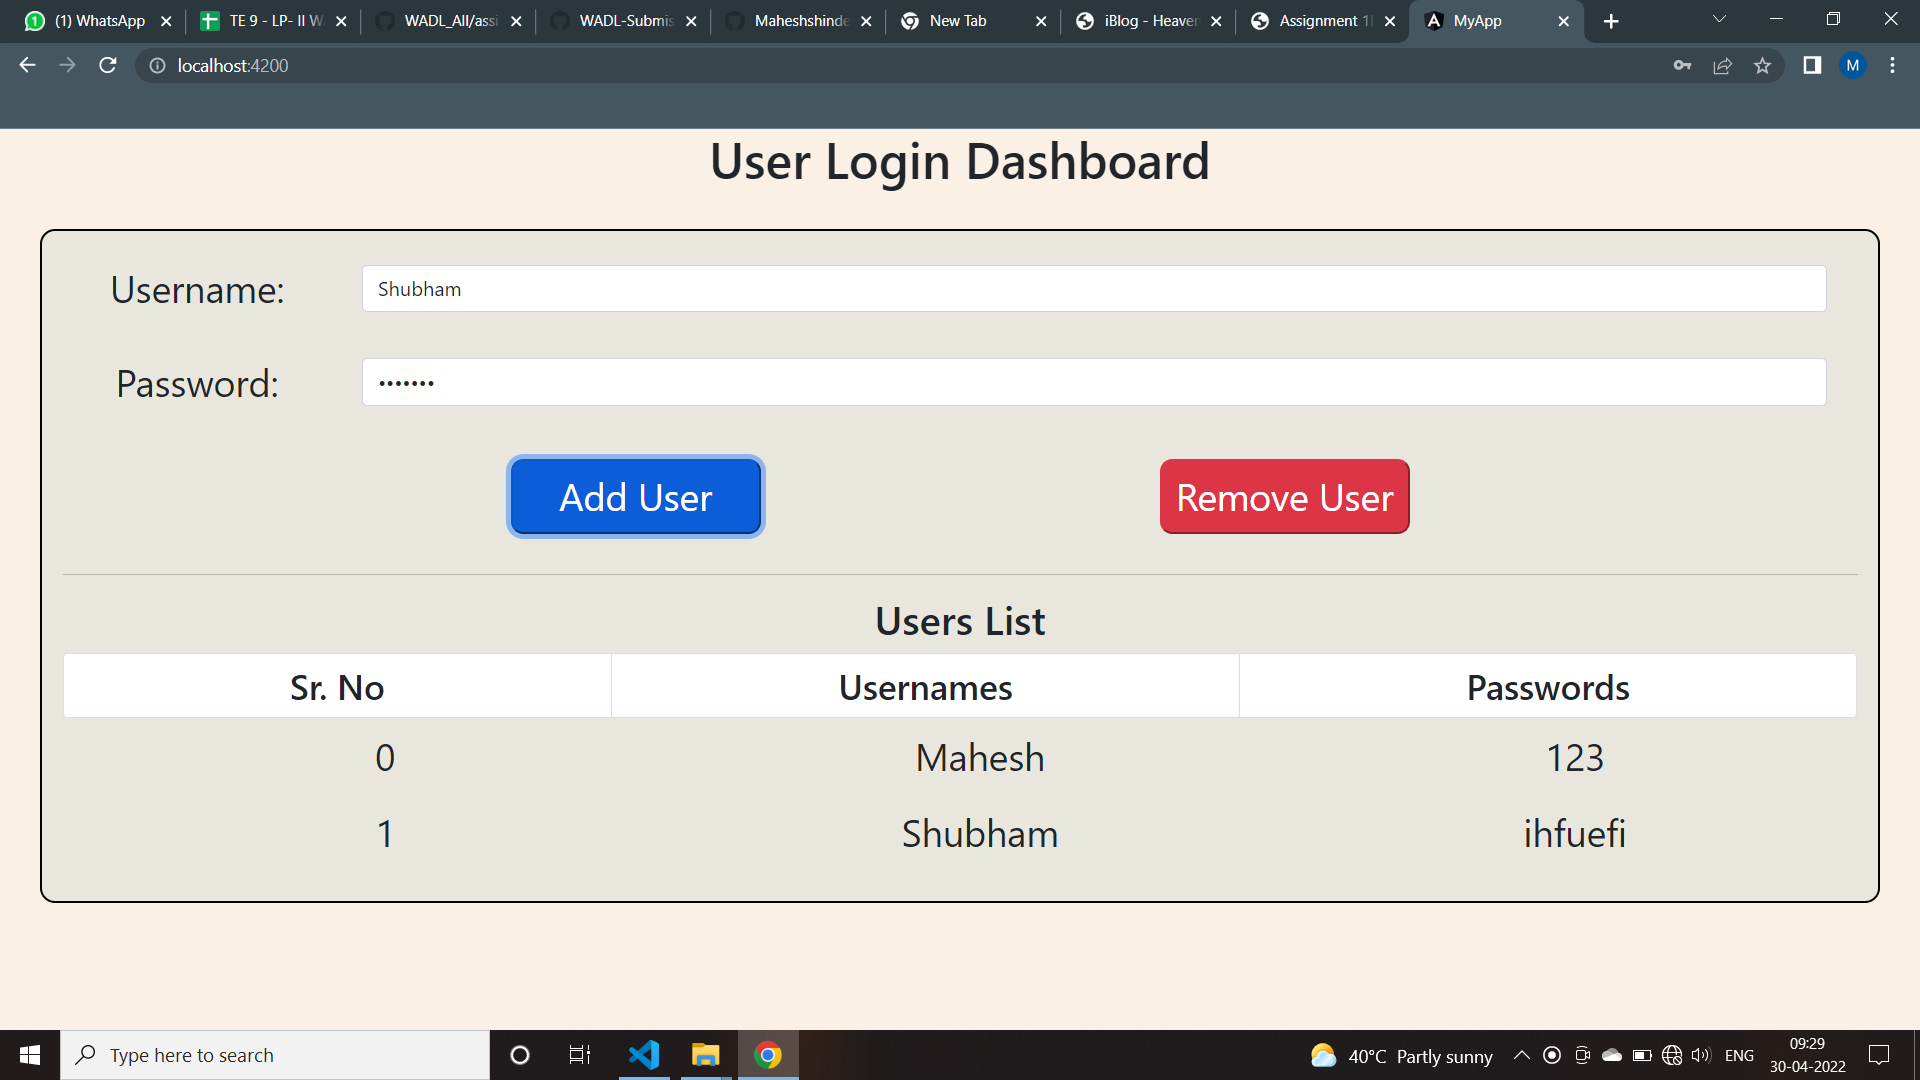 (1) WhatsApp
TE 9 - LP- II W
WADL_All/assi
WADL-Submis
Maheshshinde
New Tab
iBlog - Heaven
Assignment 1
MyApp
localhost:4200
M
User Login Dashboard
Username:
Shubham
Password:
•••••••
Add User
Remove User
Users List
Sr. No Usernames Passwords
0 Mahesh 123
1 Shubham ihfuefi
Type here to search
40°C Partly sunny
ENG
09:29
30-04-2022